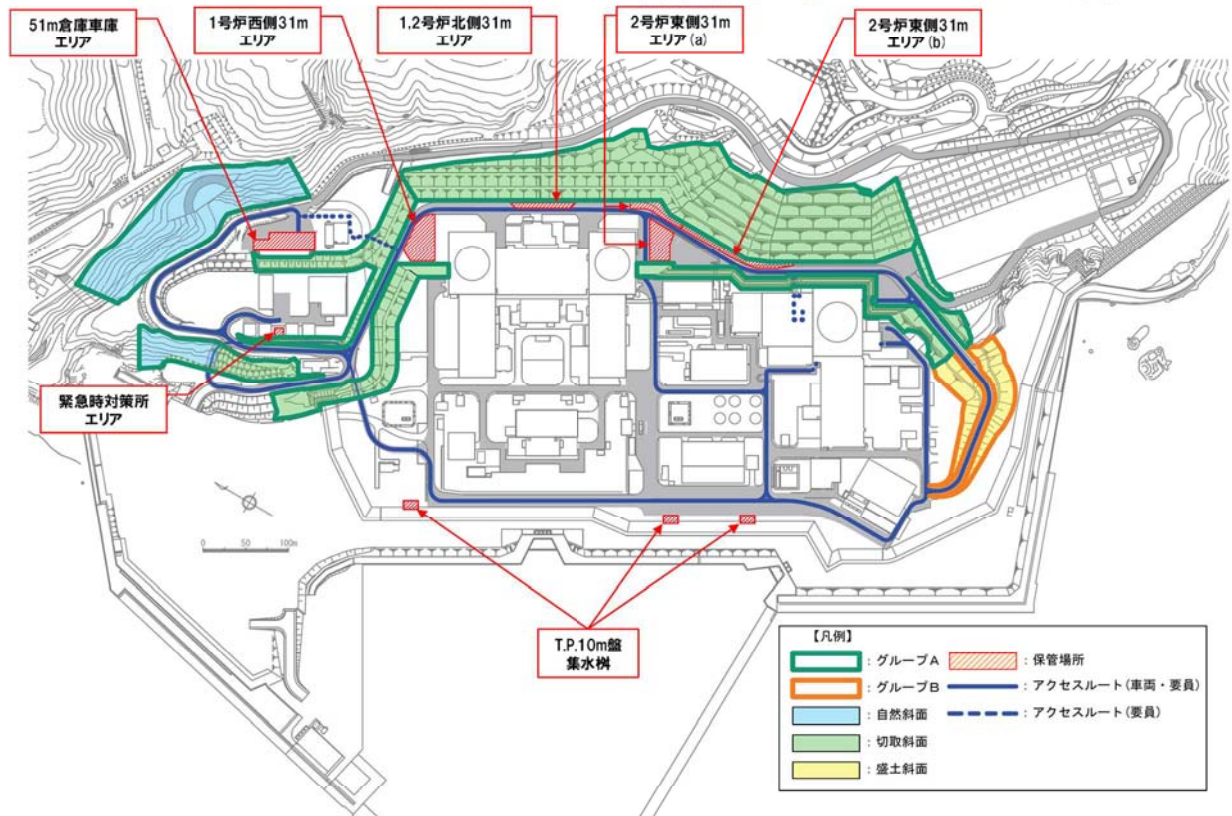 51m倉庫車庫
エリア
1号炉西側31m
エリア
1,2号炉北側31m
エリア
2号炉東側31m
エリア(a)
2号炉東側31m
エリア(b)
緊急時対策所
エリア
0 50 100m
T.P.10m盤
集水桝
【凡例】
:グループA
:グループB
:自然斜面
:切取斜面
:盛土斜面
:保管場所
:アクセスルート(車両・要員)
:アクセスルート(要員)